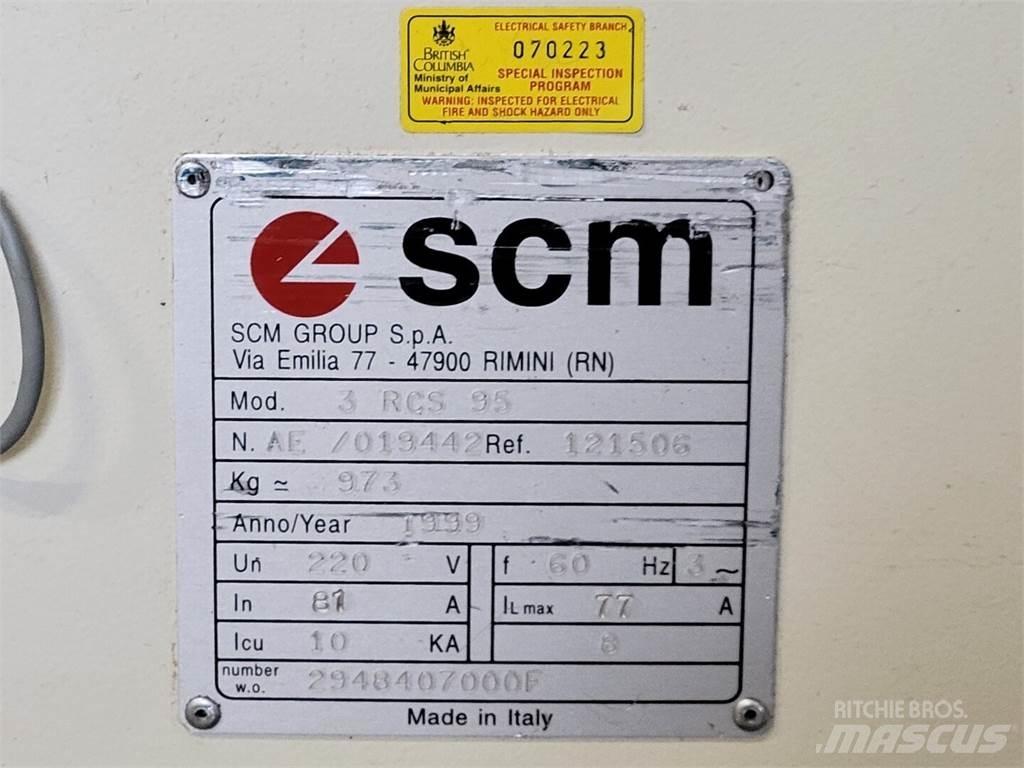 BRITISH COLUMBIA
Ministry of
Municipal Affairs
ELECTRICAL SAFETY BRANCH
070223
SPECIAL INSPECTION
PROGRAM
WARNING: INSPECTED FOR ELECTRICAL
FIRE AND SHOCK HAZARD ONLY
scm
SCM GROUP S.p.A.
Via Emilia 77 - 47900 RIMINI (RN)
Mod. 3 RCS 95
N. AE /019442 Ref. 121506
Kg ≃ 973
Anno/Year 1999
Un 220 V f 60 Hz 3 ~
In 81 A IL max 77 A
Icu 10 KA 6
number
w.o. 2948407000F
Made in Italy
RITCHIE BROS.
MASCUS